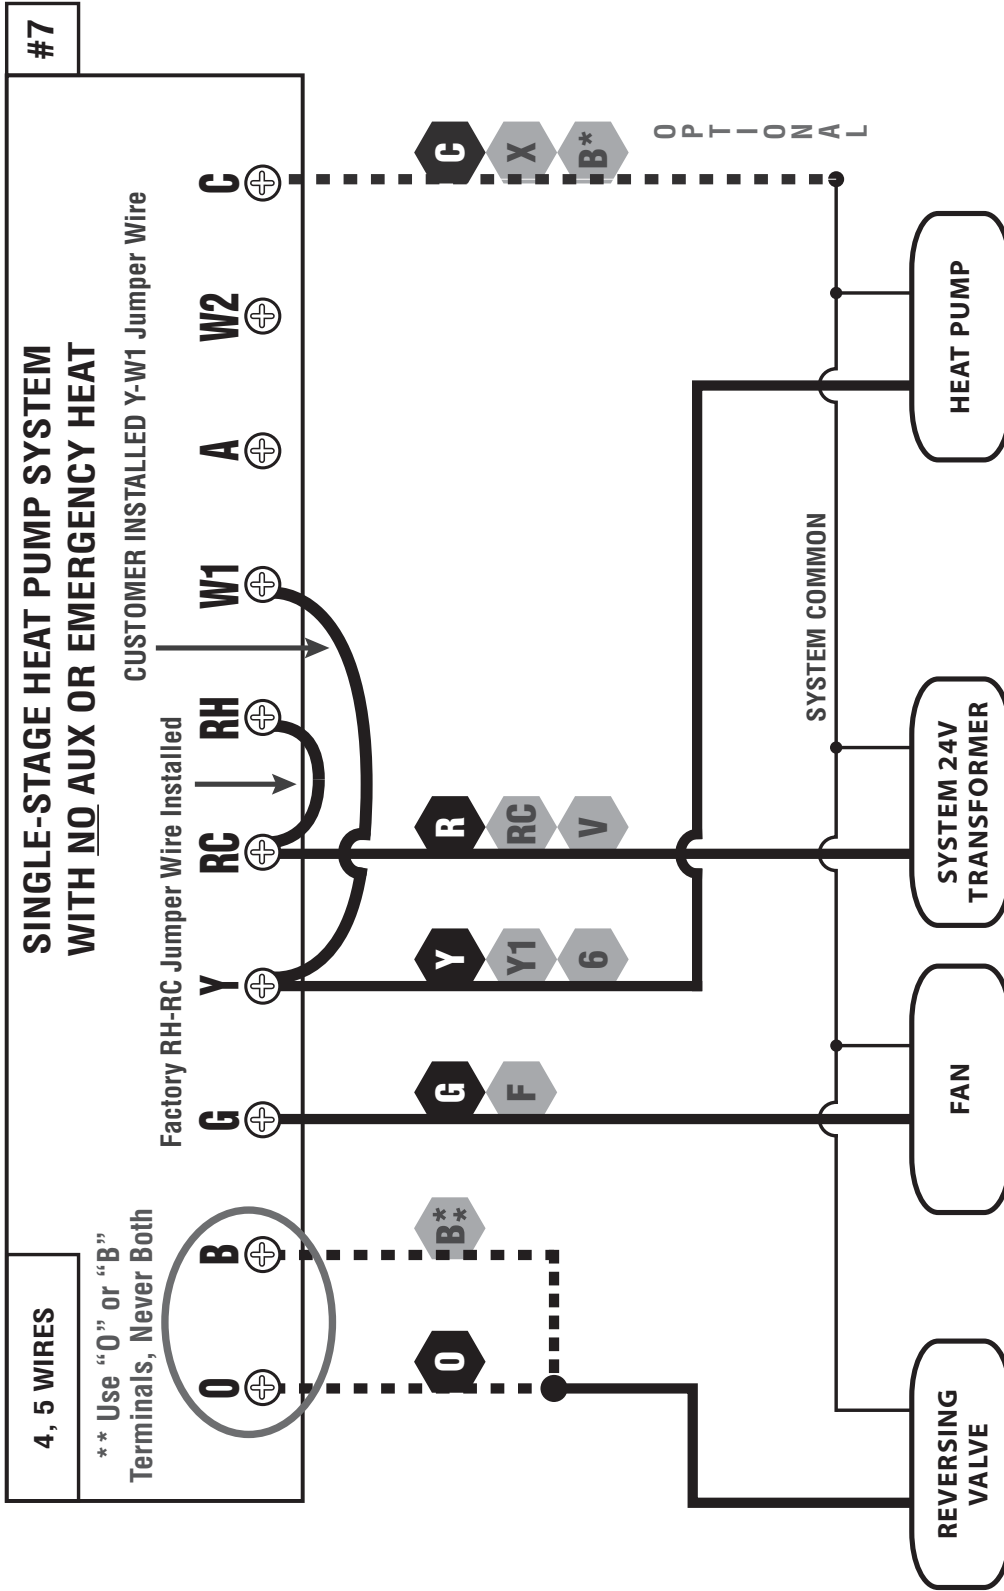 4, 5 WIRES
SINGLE-STAGE HEAT PUMP SYSTEM
WITH NO AUX OR EMERGENCY HEAT
#7
** Use “O” or “B”
Terminals, Never Both
Factory RH-RC Jumper Wire Installed
CUSTOMER INSTALLED Y-W1 Jumper Wire
O B G Y RC RH W1 A W2 C
O B* G Y R C
F Y1 RC X
6 V B*
OPTIONAL
SYSTEM COMMON
REVERSING
VALVE
FAN
SYSTEM 24V
TRANSFORMER
HEAT PUMP